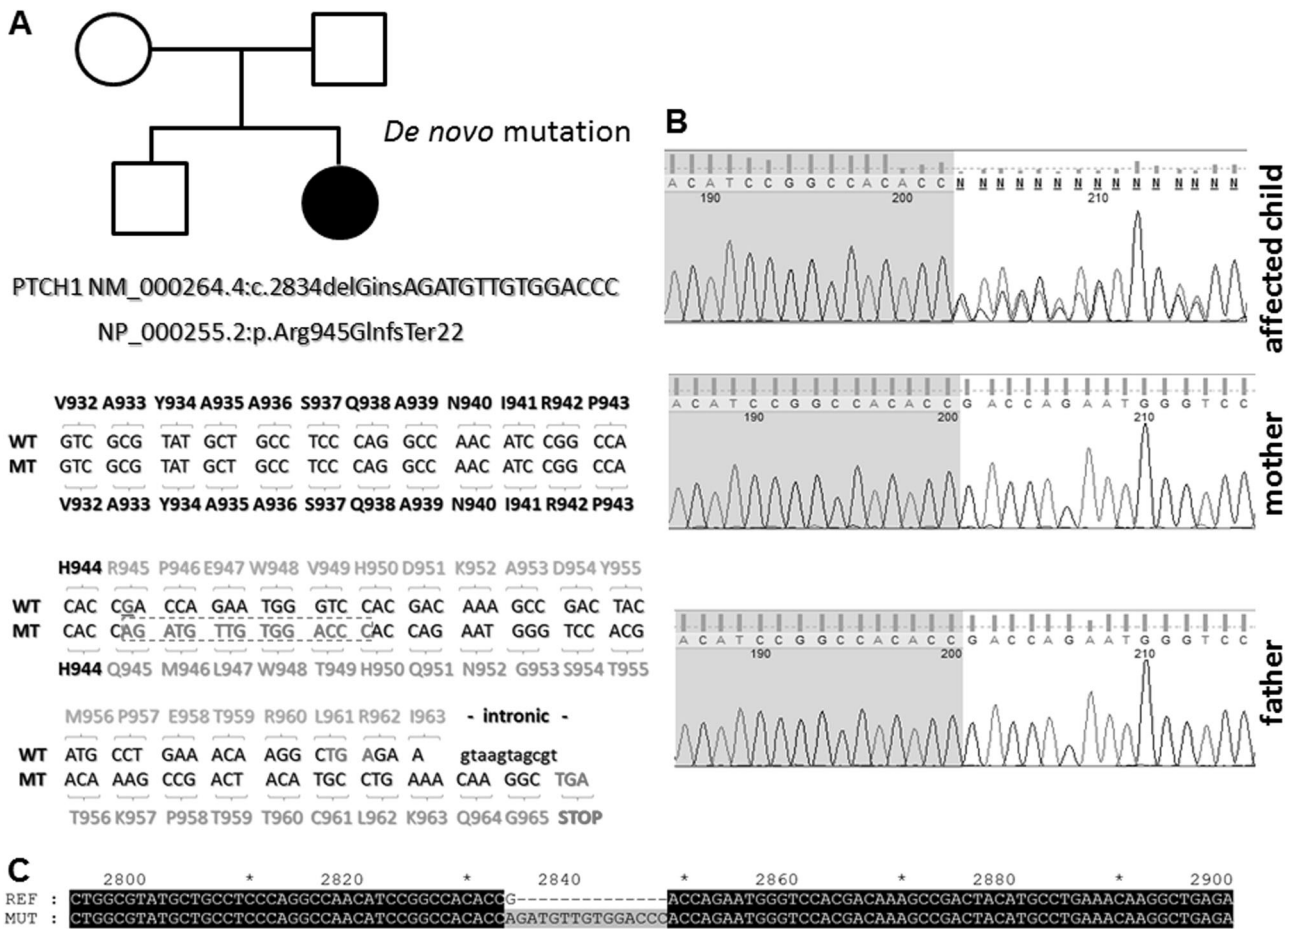 A
De novo mutation
PTCH1 NM_000264.4:c.2834delGinsAGATGTTGTGGACCC
NP_000255.2:p.Arg945GlnfsTer22
V932 A933 Y934 A935 A936 S937 Q938 A939 N940 I941 R942 P943
WT GTC GCG TAT GCT GCC TCC CAG GCC AAC ATC CGG CCA
MT GTC GCG TAT GCT GCC TCC CAG GCC AAC ATC CGG CCA
V932 A933 Y934 A935 A936 S937 Q938 A939 N940 I941 R942 P943
H944 R945 P946 E947 W948 V949 H950 D951 K952 A953 D954 Y955
WT CAC CGA CCA GAA TGG GTC CAC GAC AAA GCC GAC TAC
MT CAC CAG ATG TTG TGG ACC CAC CAG AAT GGG TCC ACG
H944 Q945 M946 L947 W948 T949 H950 Q951 N952 G953 S954 T955
M956 P957 E958 T959 R960 L961 R962 I963 - intronic -
WT ATG CCT GAA ACA AGG CTG AGA A gtaagtagcgt
MT ACA AAG CCG ACT ACA TGC CTG AAA CAA GGC TGA
T956 K957 P958 T959 T960 C961 L962 K963 Q964 G965 STOP
B
A C A T C C G G C C A C A C C N N N N N N N N N N N N N N N
190 200 210
affected child
A C A T C C G G C C A C A C C G A C C A G A A T G G G T C C
190 200 210
mother
A C A T C C G G C C A C A C C G A C C A G A A T G G G T C C
190 200 210
father
C
2800 * 2820 * 2840 * 2860 * 2880 * 2900
REF : CTGGCGTATGCTGCCTCCCAGGCCAACATCCGGCCACACCG--------------ACCAGAATGGGTCCACGACAAAGCCGACTACATGCCTGAAACAAGGCTGAGA
MUT : CTGGCGTATGCTGCCTCCCAGGCCAACATCCGGCCACACCAGATGTTGTGGACCCACCAGAATGGGTCCACGACAAAGCCGACTACATGCCTGAAACAAGGCTGAGA